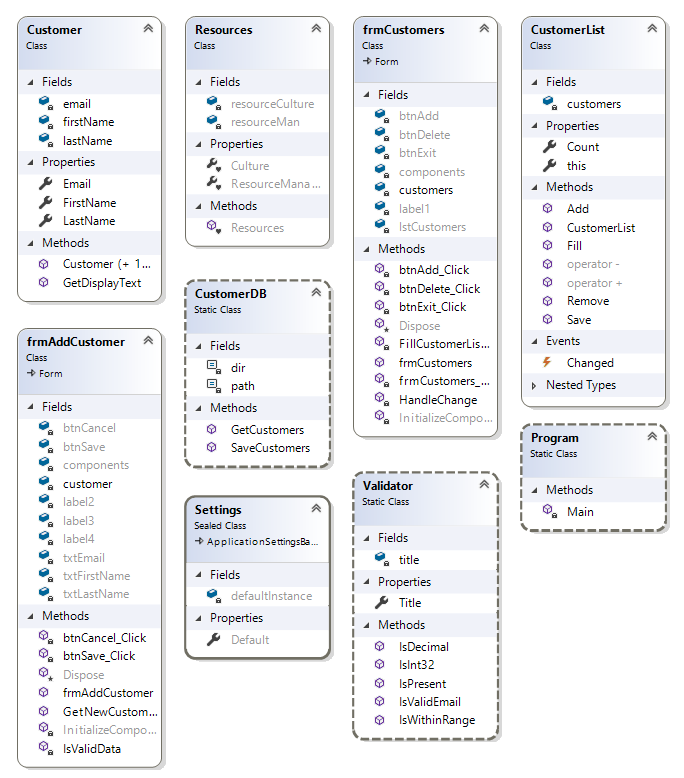 Customer
Class
Fields
email
firstName
lastName
Properties
Email
FirstName
LastName
Methods
Customer (+ 1...
GetDisplayText
frmAddCustomer
Class
Form
Fields
btnCancel
btnSave
components
customer
label2
label3
label4
txtEmail
txtFirstName
txtLastName
Methods
btnCancel_Click
btnSave_Click
Dispose
frmAddCustomer
GetNewCustom...
InitializeCompo...
IsValidData
Resources
Class
Fields
resourceCulture
resourceMan
Properties
Culture
ResourceMana...
Methods
Resources
CustomerDB
Static Class
Fields
dir
path
Methods
GetCustomers
SaveCustomers
Settings
Sealed Class
ApplicationSettingsBa...
Fields
defaultInstance
Properties
Default
frmCustomers
Class
Form
Fields
btnAdd
btnDelete
btnExit
components
customers
label1
lstCustomers
Methods
btnAdd_Click
btnDelete_Click
btnExit_Click
Dispose
FillCustomerLis...
frmCustomers
frmCustomers_...
HandleChange
InitializeCompo...
Validator
Static Class
Fields
title
Properties
Title
Methods
IsDecimal
IsInt32
IsPresent
IsValidEmail
IsWithinRange
CustomerList
Class
Fields
customers
Properties
Count
this
Methods
Add
CustomerList
Fill
operator -
operator +
Remove
Save
Events
Changed
Nested Types
Program
Static Class
Methods
Main